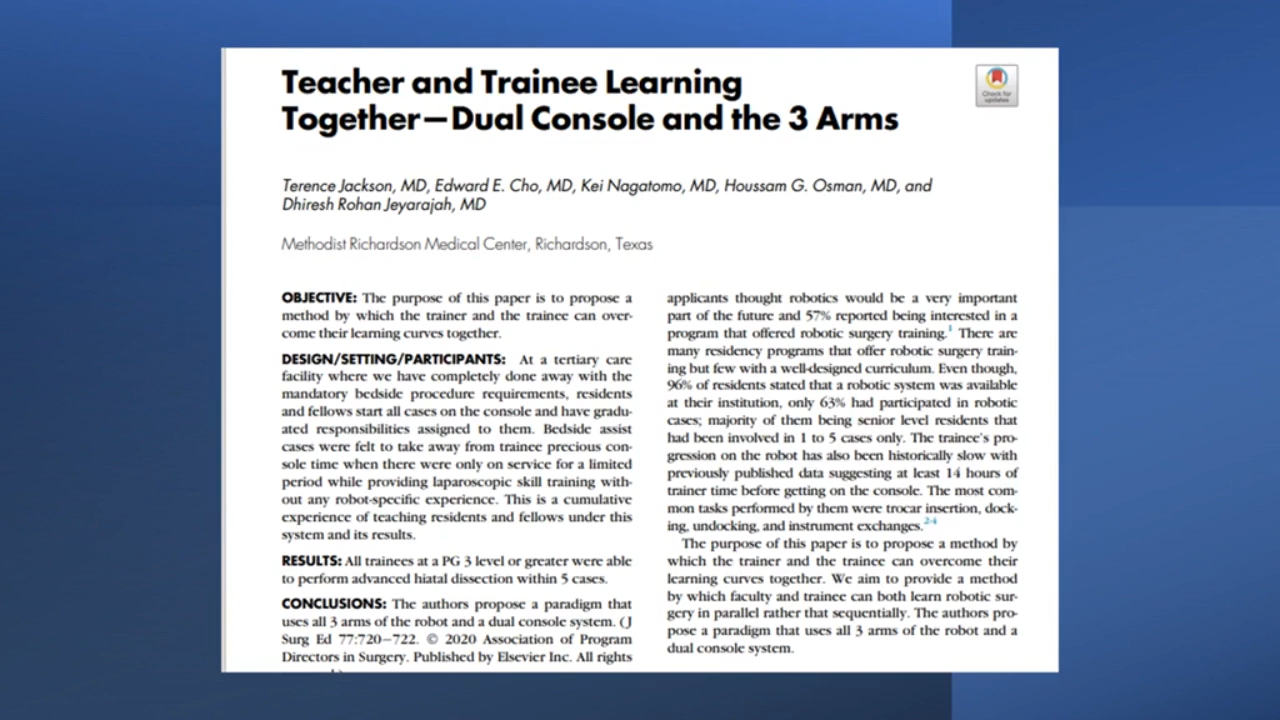 Teacher and Trainee Learning
Together—Dual Console and the 3 Arms
Check for
updates
Terence Jackson, MD, Edward E. Cho, MD, Kei Nagatomo, MD, Houssam G. Osman, MD, and
Dhiresh Rohan Jeyarajah, MD
Methodist Richardson Medical Center, Richardson, Texas
OBJECTIVE: The purpose of this paper is to propose a
method by which the trainer and the trainee can over-
come their learning curves together.
DESIGN/SETTING/PARTICIPANTS: At a tertiary care
facility where we have completely done away with the
mandatory bedside procedure requirements, residents
and fellows start all cases on the console and have gradu-
ated responsibilities assigned to them. Bedside assist
cases were felt to take away from trainee precious con-
sole time when there were only on service for a limited
period while providing laparoscopic skill training with-
out any robot-specific experience. This is a cumulative
experience of teaching residents and fellows under this
system and its results.
RESULTS: All trainees at a PG 3 level or greater were able
to perform advanced hiatal dissection within 5 cases.
CONCLUSIONS: The authors propose a paradigm that
uses all 3 arms of the robot and a dual console system. (J
Surg Ed 77:720–722. © 2020 Association of Program
Directors in Surgery. Published by Elsevier Inc. All rights
applicants thought robotics would be a very important
part of the future and 57% reported being interested in a
program that offered robotic surgery training.1 There are
many residency programs that offer robotic surgery train-
ing but few with a well-designed curriculum. Even though,
96% of residents stated that a robotic system was available
at their institution, only 63% had participated in robotic
cases; majority of them being senior level residents that
had been involved in 1 to 5 cases only. The trainee's pro-
gression on the robot has also been historically slow with
previously published data suggesting at least 14 hours of
trainer time before getting on the console. The most com-
mon tasks performed by them were trocar insertion, dock-
ing, undocking, and instrument exchanges.2-4
The purpose of this paper is to propose a method by
which the trainer and the trainee can overcome their
learning curves together. We aim to provide a method
by which faculty and trainee can both learn robotic sur-
gery in parallel rather that sequentially. The authors pro-
pose a paradigm that uses all 3 arms of the robot and a
dual console system.